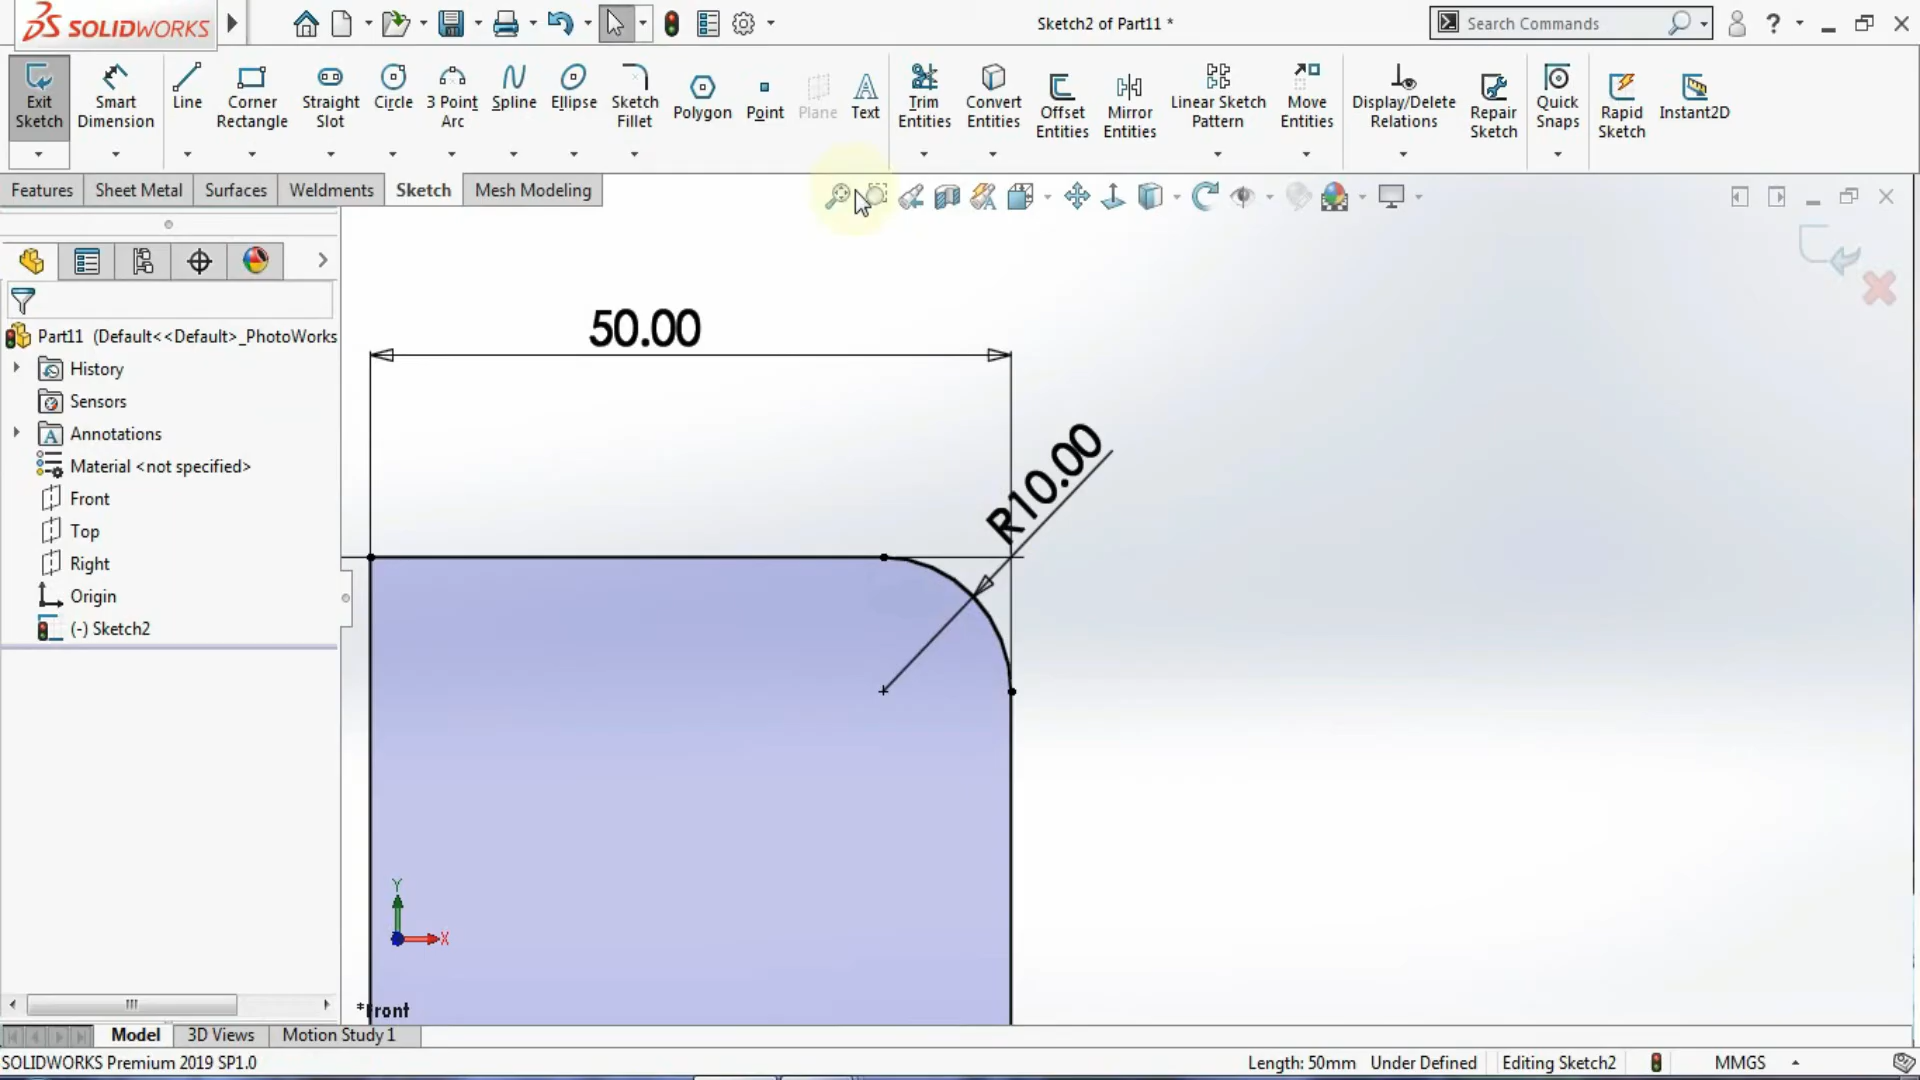 SOLIDWORKS
Sketch2 of Part11 *
Search Commands
?
Exit Sketch
Smart Dimension
Line
Corner Rectangle
Straight Slot
Circle
3 Point Arc
Spline
Ellipse
Sketch Fillet
Polygon
Point
Plane
Text
Trim Entities
Convert Entities
Offset Entities
Mirror Entities
Linear Sketch Pattern
Move Entities
Display/Delete Relations
Repair Sketch
Quick Snaps
Rapid Sketch
Instant2D
Features
Sheet Metal
Surfaces
Weldments
Sketch
Mesh Modeling
Part11 (Default<<Default>_PhotoWorks
History
Sensors
Annotations
Material <not specified>
Front
Top
Right
Origin
(-) Sketch2
50.00
R10.00
Y
X
*Front
Model
3D Views
Motion Study 1
SOLIDWORKS Premium 2019 SP1.0
Length: 50mm
Under Defined
Editing Sketch2
MMGS